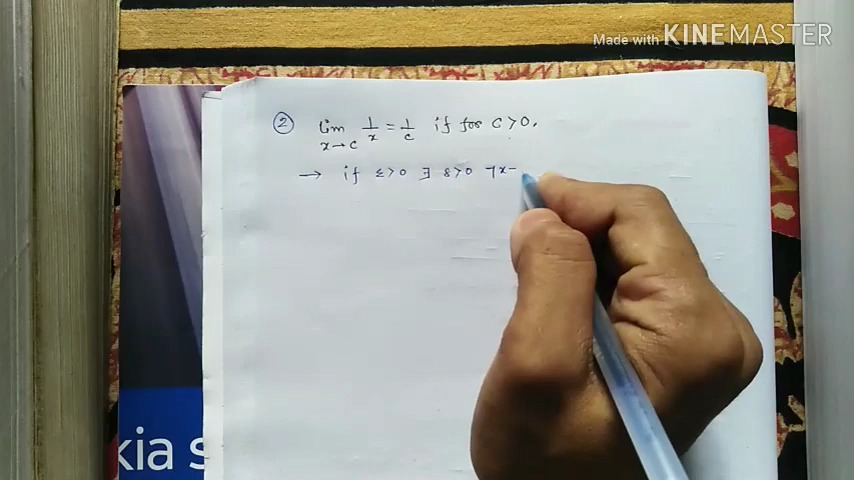 Made with KINEMASTER
② lim x→c 1/x = 1/c if for c>0.
→ if ε>0 ∃ δ>0 ⅂x-
kia s